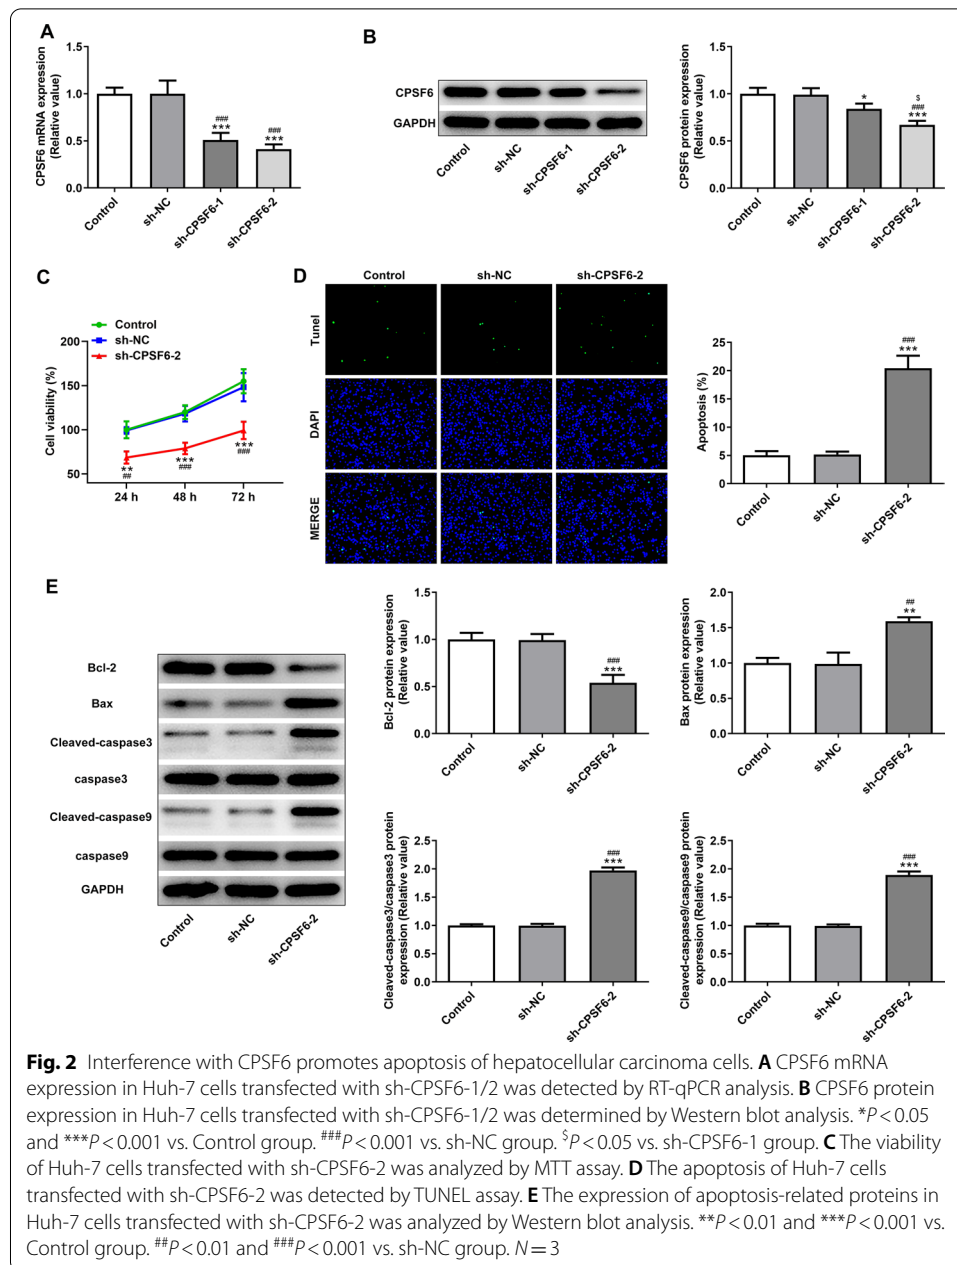 A
CPSF6 mRNA expression
(Relative value)
1.5
1.0
0.5
0.0
###
***
###
***
Control
sh-NC
sh-CPSF6-1
sh-CPSF6-2
B
CPSF6
GAPDH
Control
sh-NC
sh-CPSF6-1
sh-CPSF6-2
CPSF6 protein expression
(Relative value)
1.5
1.0
0.5
0.0
*
$
###
***
Control
sh-NC
sh-CPSF6-1
sh-CPSF6-2
C
Control
sh-NC
sh-CPSF6-2
Cell viability (%)
200
150
100
50
**
##
***
###
***
###
24 h
48 h
72 h
D
Control
sh-NC
sh-CPSF6-2
Tunel
DAPI
MERGE
Apoptosis (%)
25
20
15
10
5
0
###
***
Control
sh-NC
sh-CPSF6-2
E
Bcl-2
Bax
Cleaved-caspase3
caspase3
Cleaved-caspase9
caspase9
GAPDH
Control
sh-NC
sh-CPSF6-2
Bcl-2 protein expression
(Relative value)
1.5
1.0
0.5
0.0
###
***
Control
sh-NC
sh-CPSF6-2
Bax protein expression
(Relative value)
2.0
1.5
1.0
0.5
0.0
##
**
Control
sh-NC
sh-CPSF6-2
Cleaved-caspase3/caspase3 protein
expression (Relative value)
2.5
2.0
1.5
1.0
0.5
0.0
###
***
Control
sh-NC
sh-CPSF6-2
Cleaved-caspase9/caspase9 protein
expression (Relative value)
2.5
2.0
1.5
1.0
0.5
0.0
###
***
Control
sh-NC
sh-CPSF6-2
Fig. 2 Interference with CPSF6 promotes apoptosis of hepatocellular carcinoma cells. A CPSF6 mRNA
expression in Huh-7 cells transfected with sh-CPSF6-1/2 was detected by RT-qPCR analysis. B CPSF6 protein
expression in Huh-7 cells transfected with sh-CPSF6-1/2 was determined by Western blot analysis. *P < 0.05
and ***P < 0.001 vs. Control group. ###P < 0.001 vs. sh-NC group. $P < 0.05 vs. sh-CPSF6-1 group. C The viability
of Huh-7 cells transfected with sh-CPSF6-2 was analyzed by MTT assay. D The apoptosis of Huh-7 cells
transfected with sh-CPSF6-2 was detected by TUNEL assay. E The expression of apoptosis-related proteins in
Huh-7 cells transfected with sh-CPSF6-2 was analyzed by Western blot analysis. **P < 0.01 and ***P < 0.001 vs.
Control group. ##P < 0.01 and ###P < 0.001 vs. sh-NC group. N = 3